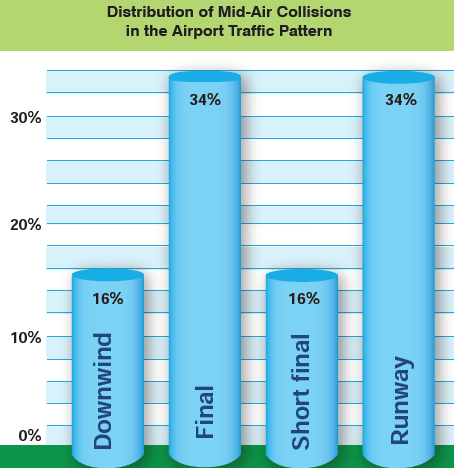 Distribution of Mid-Air Collisions
in the Airport Traffic Pattern
30%
20%
10%
0%
16%
Downwind
34%
Final
16%
Short final
34%
Runway